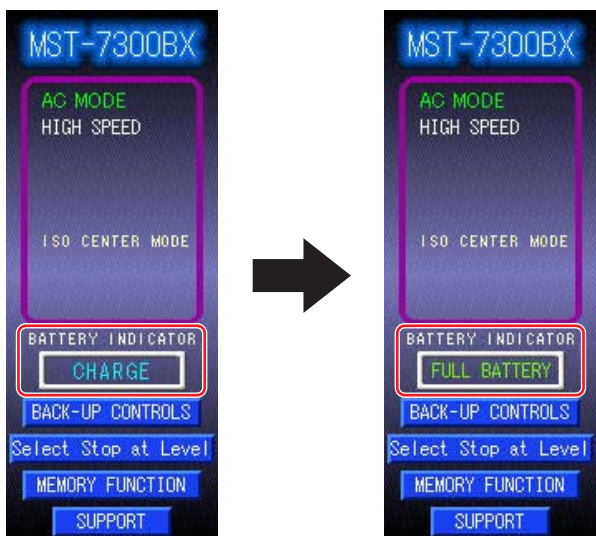 MST-7300BX
AC MODE
HIGH SPEED
ISO CENTER MODE
BATTERY INDICATOR
CHARGE
BACK-UP CONTROLS
Select Stop at Level
MEMORY FUNCTION
SUPPORT
MST-7300BX
AC MODE
HIGH SPEED
ISO CENTER MODE
BATTERY INDICATOR
FULL BATTERY
BACK-UP CONTROLS
Select Stop at Level
MEMORY FUNCTION
SUPPORT